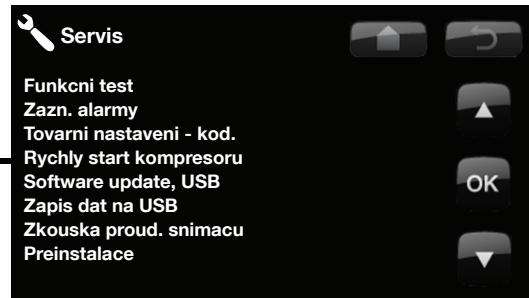 Servis
Funkcni test
Zazn. alarmy
Tovarni nastaveni - kod.
Rychly start kompresoru
Software update, USB
OK
Zapis dat na USB
Zkouska proud. snimacu
Preinstalace